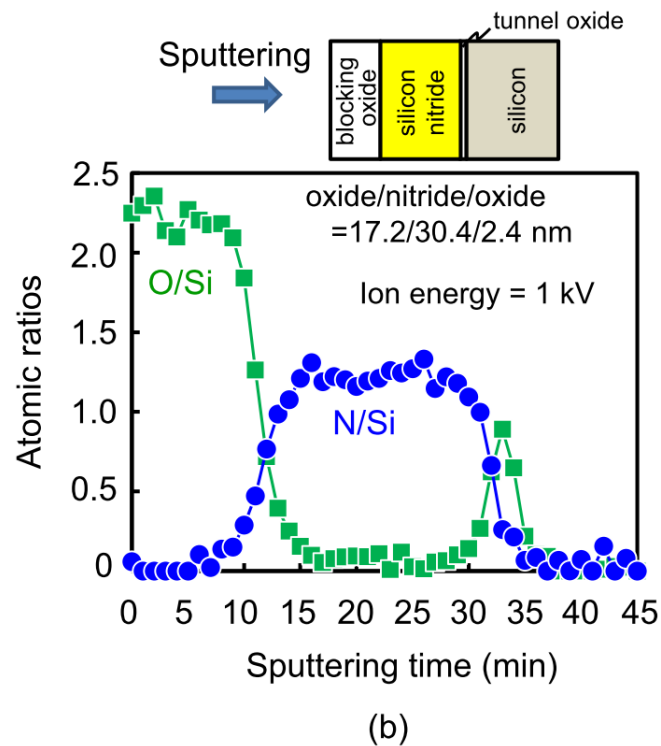 tunnel oxide
Sputtering
blocking
oxide
silicon
nitride
silicon
2.5
2.0
1.5
1.0
0.5
0
oxide/nitride/oxide
=17.2/30.4/2.4 nm
O/Si
Ion energy = 1 kV
N/Si
Atomic ratios
0 5 10 15 20 25 30 35 40 45
Sputtering time (min)
(b)